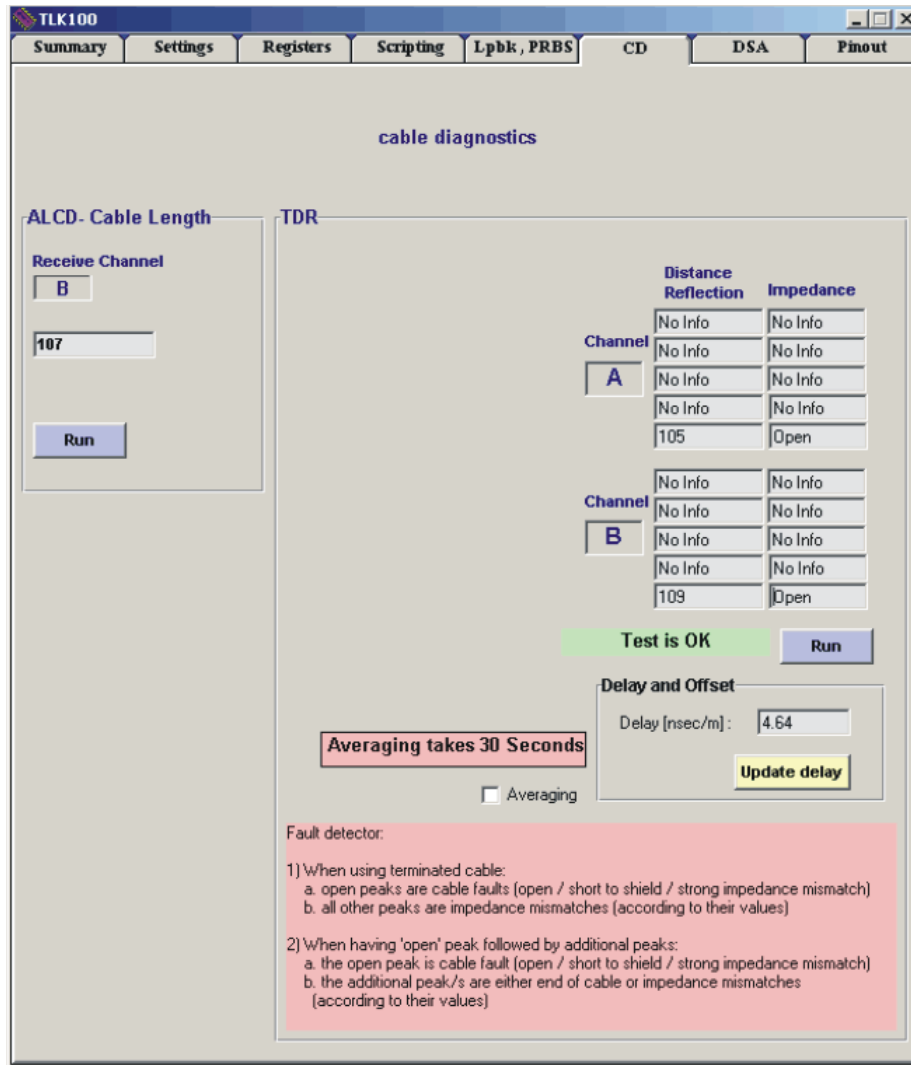 TLK100
Summary Settings Registers Scripting Lpbk , PRBS CD DSA Pinout
cable diagnostics
ALCD- Cable Length
Receive Channel
B
107
Run
TDR
Distance Reflection Impedance
Channel
A
No Info No Info
No Info No Info
No Info No Info
No Info No Info
105 Open
Channel
B
No Info No Info
No Info No Info
No Info No Info
No Info No Info
109 Open
Test is OK
Run
Delay and Offset
Delay [nsec/m] : 4.64
Update delay
Averaging takes 30 Seconds
Averaging
Fault detector:
1) When using terminated cable:
a. open peaks are cable faults (open / short to shield / strong impedance mismatch)
b. all other peaks are impedance mismatches (according to their values)
2) When having 'open' peak followed by additional peaks:
a. the open peak is cable fault (open / short to shield / strong impedance mismatch)
b. the additional peak/s are either end of cable or impedance mismatches
(according to their values)